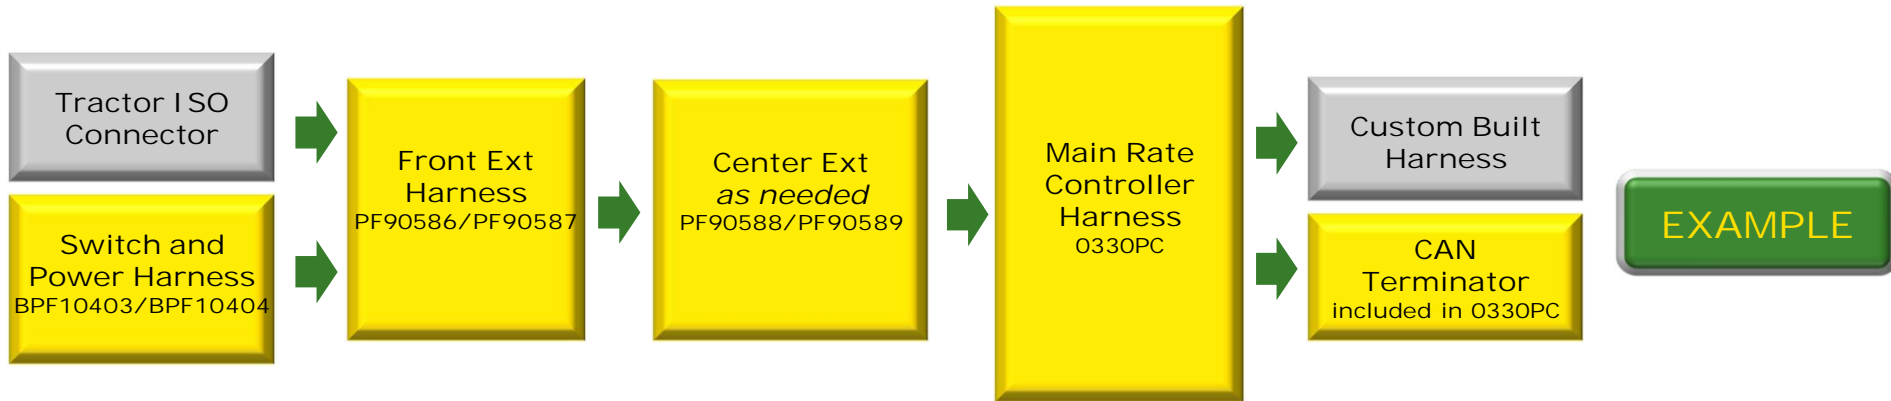 Tractor ISO
Connector
Switch and
Power Harness
BPF10403/BPF10404
Front Ext
Harness
PF90586/PF90587
Center Ext
as needed
PF90588/PF90589
Main Rate
Controller
Harness
0330PC
Custom Built
Harness
CAN
Terminator
included in 0330PC
EXAMPLE